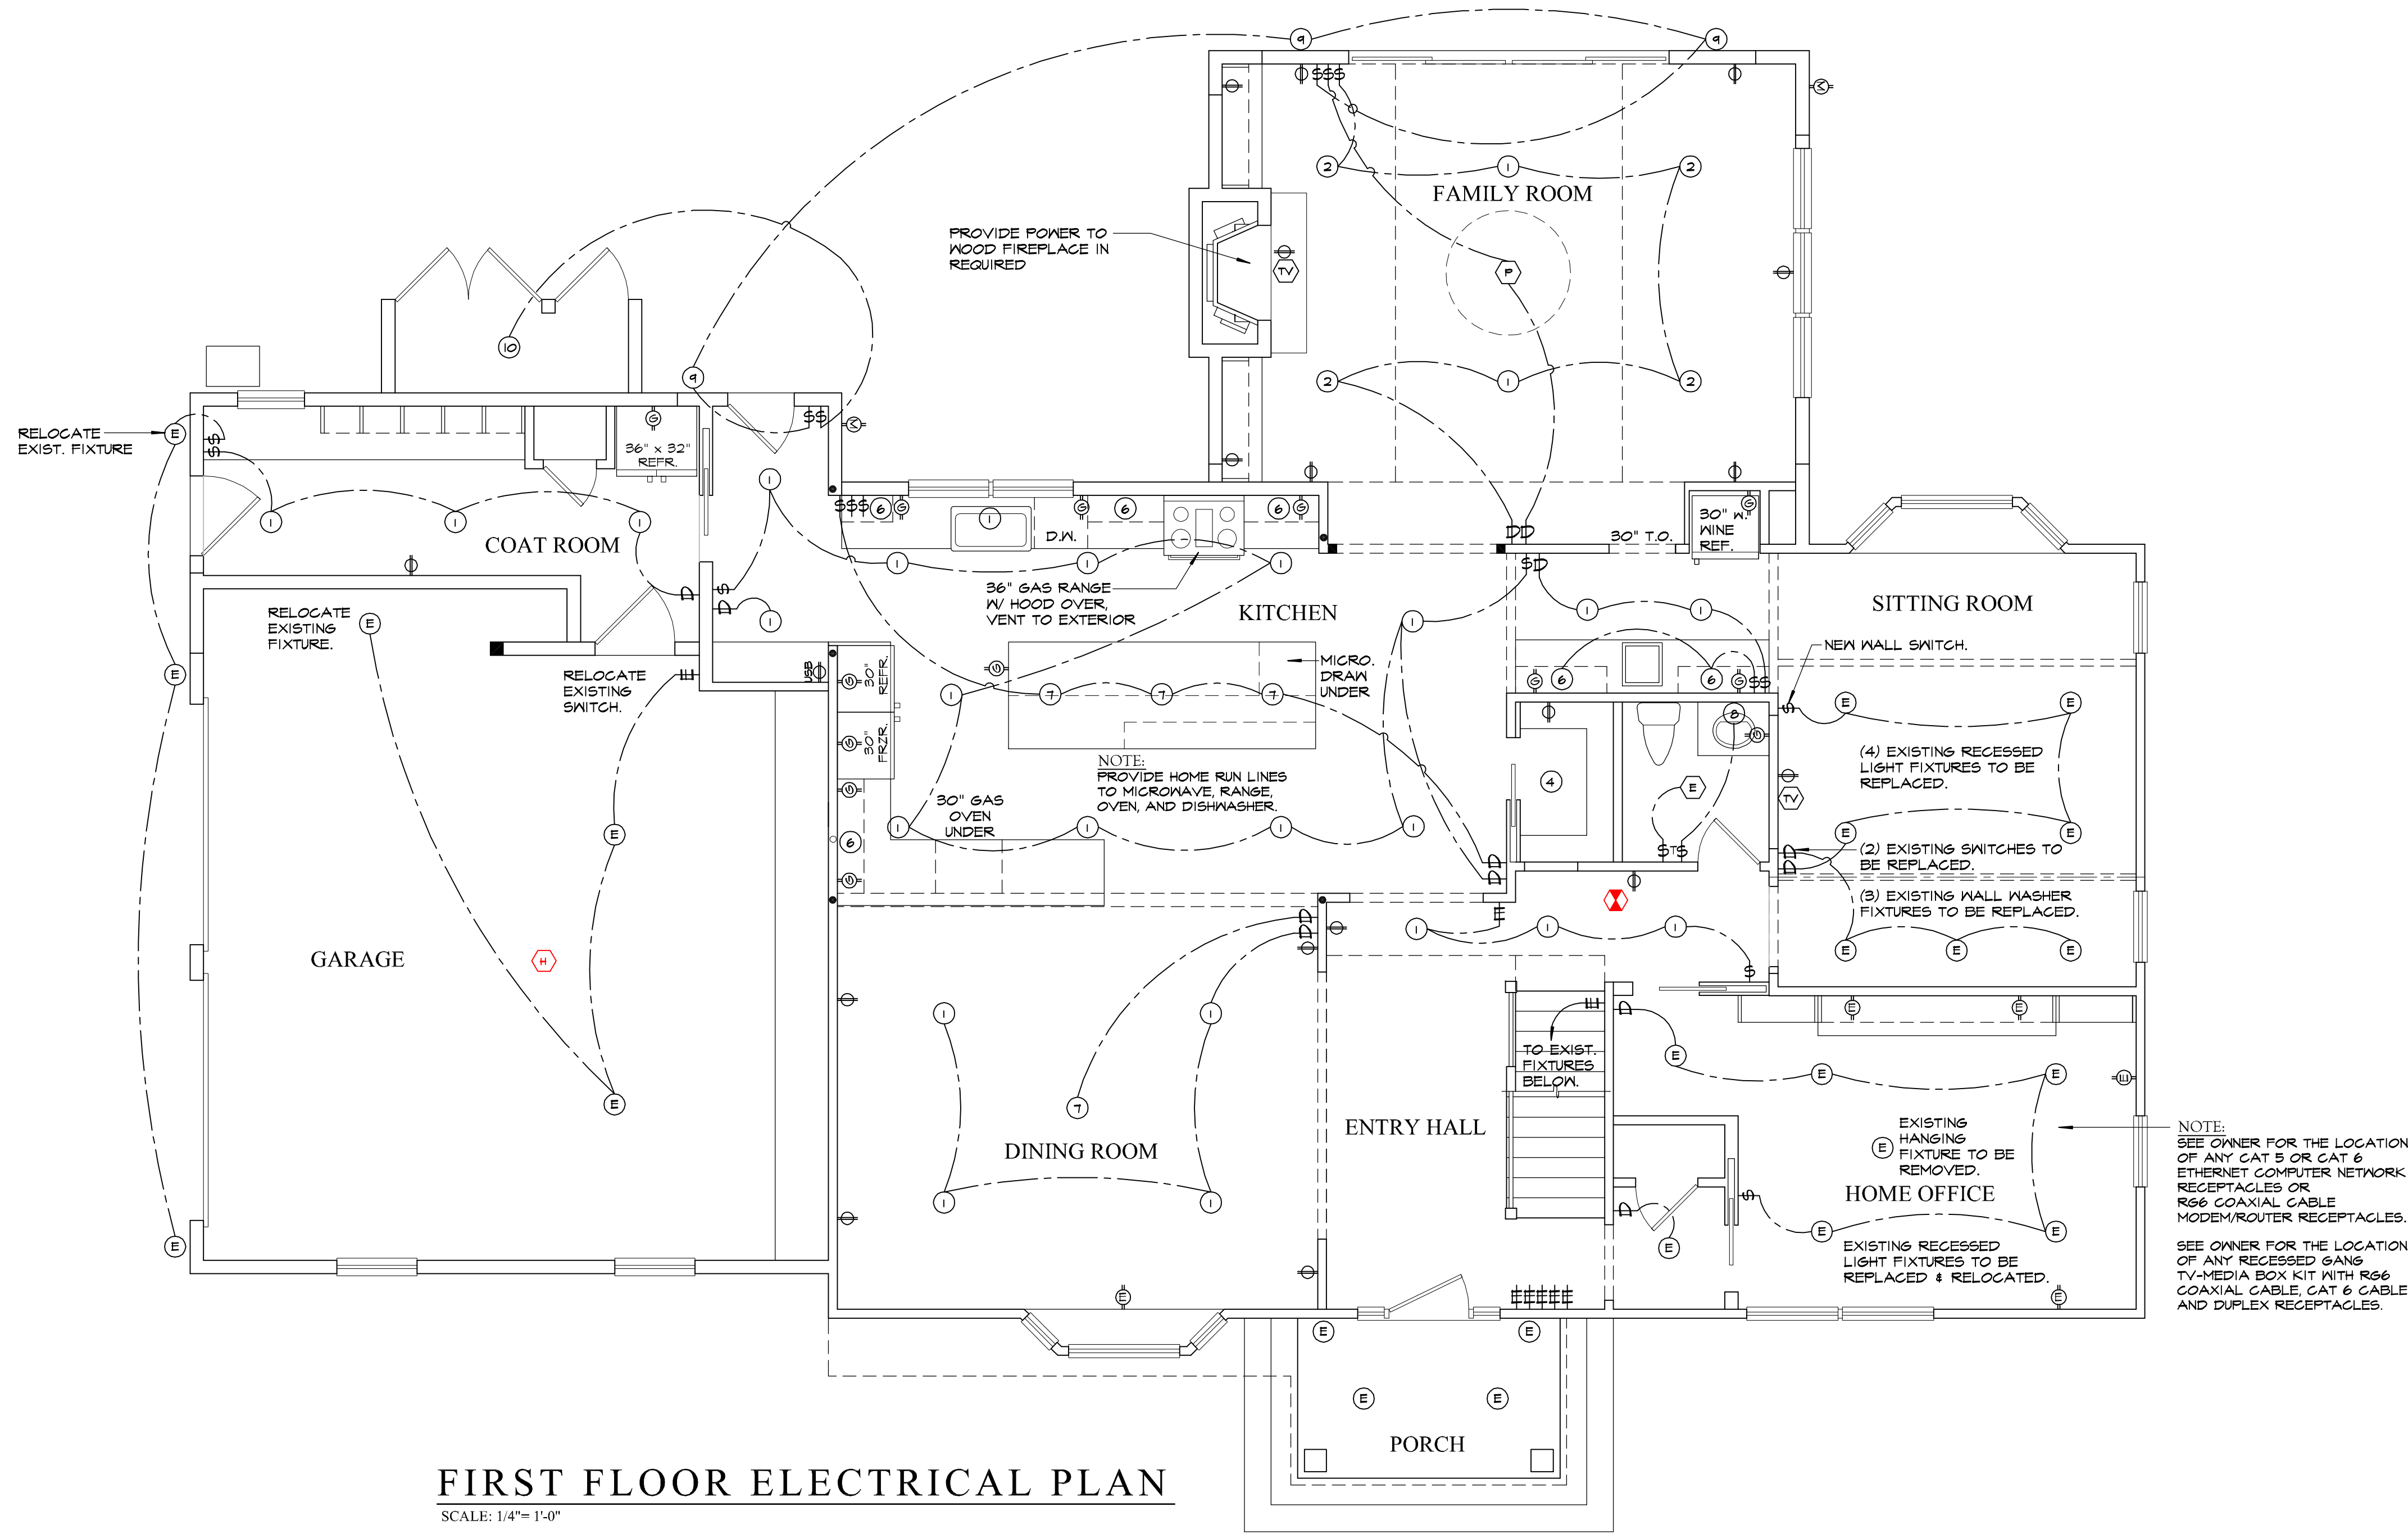 FAMILY ROOM
PROVIDE POWER TO
WOOD FIREPLACE IN
REQUIRED
TV
P
RELOCATE
EXIST. FIXTURE
36" x 32"
REFR.
COAT ROOM
D.W.
36" GAS RANGE
W/ HOOD OVER,
VENT TO EXTERIOR
KITCHEN
30" T.O.
30" W.
WINE
REF.
SITTING ROOM
NEW WALL SWITCH.
RELOCATE
EXISTING
FIXTURE.
RELOCATE
EXISTING
SWITCH.
USB
30"
REFR.
30"
FRZR.
MICRO.
DRAW
UNDER
NOTE:
PROVIDE HOME RUN LINES
TO MICROWAVE, RANGE,
OVEN, AND DISHWASHER.
30" GAS
OVEN
UNDER
(4) EXISTING RECESSED
LIGHT FIXTURES TO BE
REPLACED.
TV
(2) EXISTING SWITCHES TO
BE REPLACED.
(3) EXISTING WALL WASHER
FIXTURES TO BE REPLACED.
GARAGE
H
TO EXIST.
FIXTURES
BELOW.
DINING ROOM
ENTRY HALL
EXISTING
HANGING
FIXTURE TO BE
REMOVED.
HOME OFFICE
EXISTING RECESSED
LIGHT FIXTURES TO BE
REPLACED & RELOCATED.
NOTE:
SEE OWNER FOR THE LOCATION
OF ANY CAT 5 OR CAT 6
ETHERNET COMPUTER NETWORK
RECEPTACLES OR
RG6 COAXIAL CABLE
MODEM/ROUTER RECEPTACLES.
SEE OWNER FOR THE LOCATION
OF ANY RECESSED GANG
TV-MEDIA BOX KIT WITH RG6
COAXIAL CABLE, CAT 6 CABLE
AND DUPLEX RECEPTACLES.
PORCH
FIRST FLOOR ELECTRICAL PLAN
SCALE: 1/4"= 1'-0"